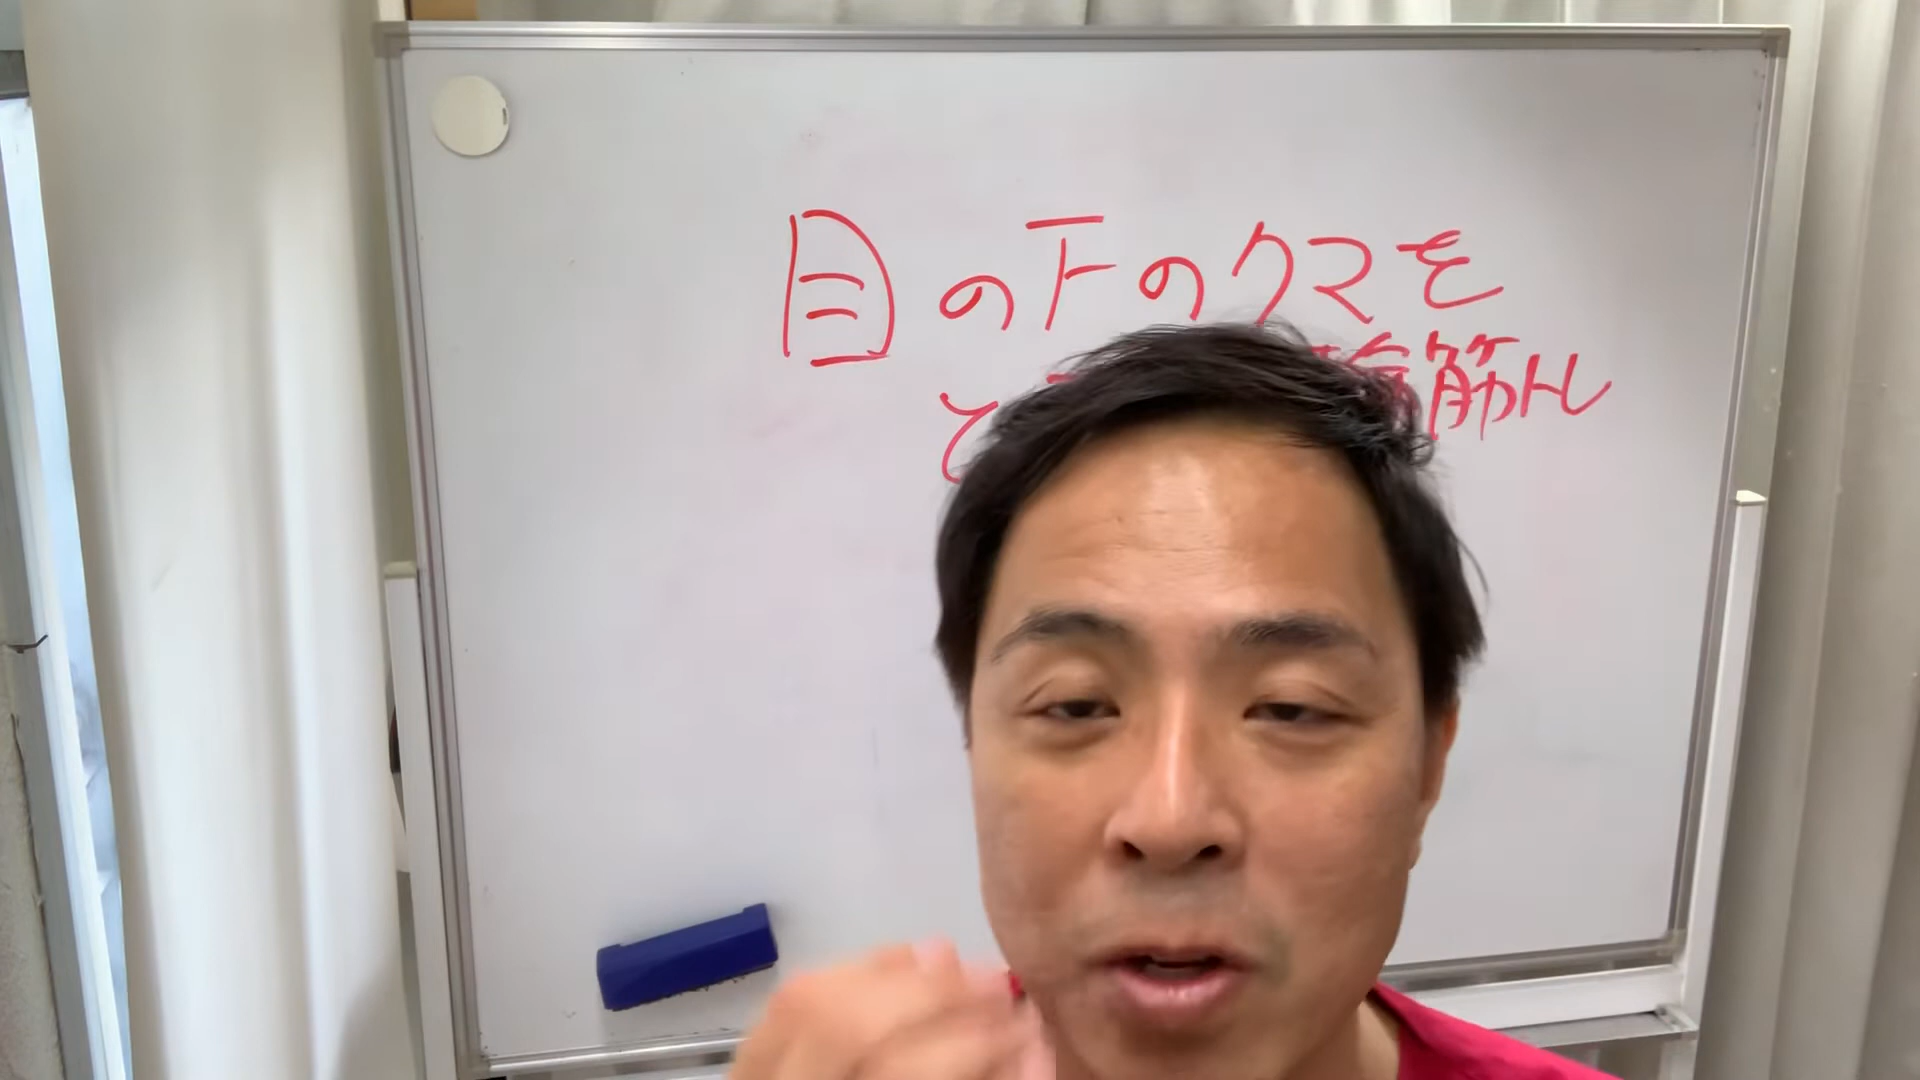 目の下のクマを
と 筋トレ